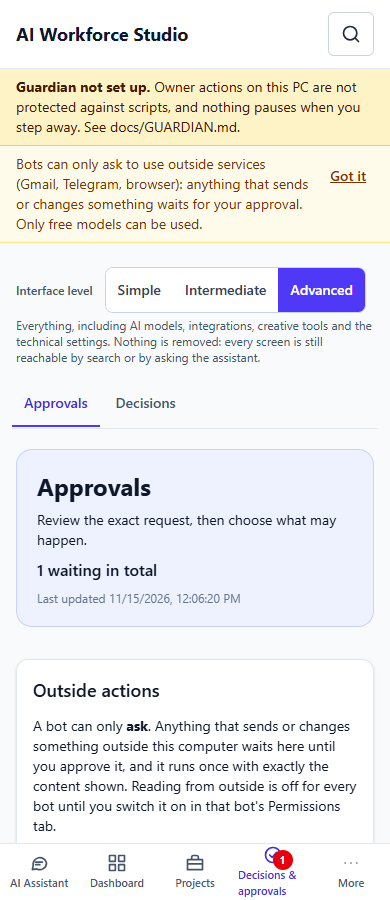 AI Workforce Studio
Guardian not set up. Owner actions on this PC are not
protected against scripts, and nothing pauses when you
step away. See docs/GUARDIAN.md.
Bots can only ask to use outside services
(Gmail, Telegram, browser): anything that sends
or changes something waits for your approval.
Only free models can be used.
Got it
Interface level
Simple
Intermediate
Advanced
Everything, including AI models, integrations, creative tools and the
technical settings. Nothing is removed: every screen is still
reachable by search or by asking the assistant.
Approvals
Decisions
Approvals
Review the exact request, then choose what may
happen.
1 waiting in total
Last updated 11/15/2026, 12:06:20 PM
Outside actions
A bot can only ask. Anything that sends or changes
something outside this computer waits here until
you approve it, and it runs once with exactly the
content shown. Reading from outside is off for every
bot until you switch it on in that bot's Permissions
tab.
AI Assistant
Dashboard
Projects
1
Decisions &
approvals
More